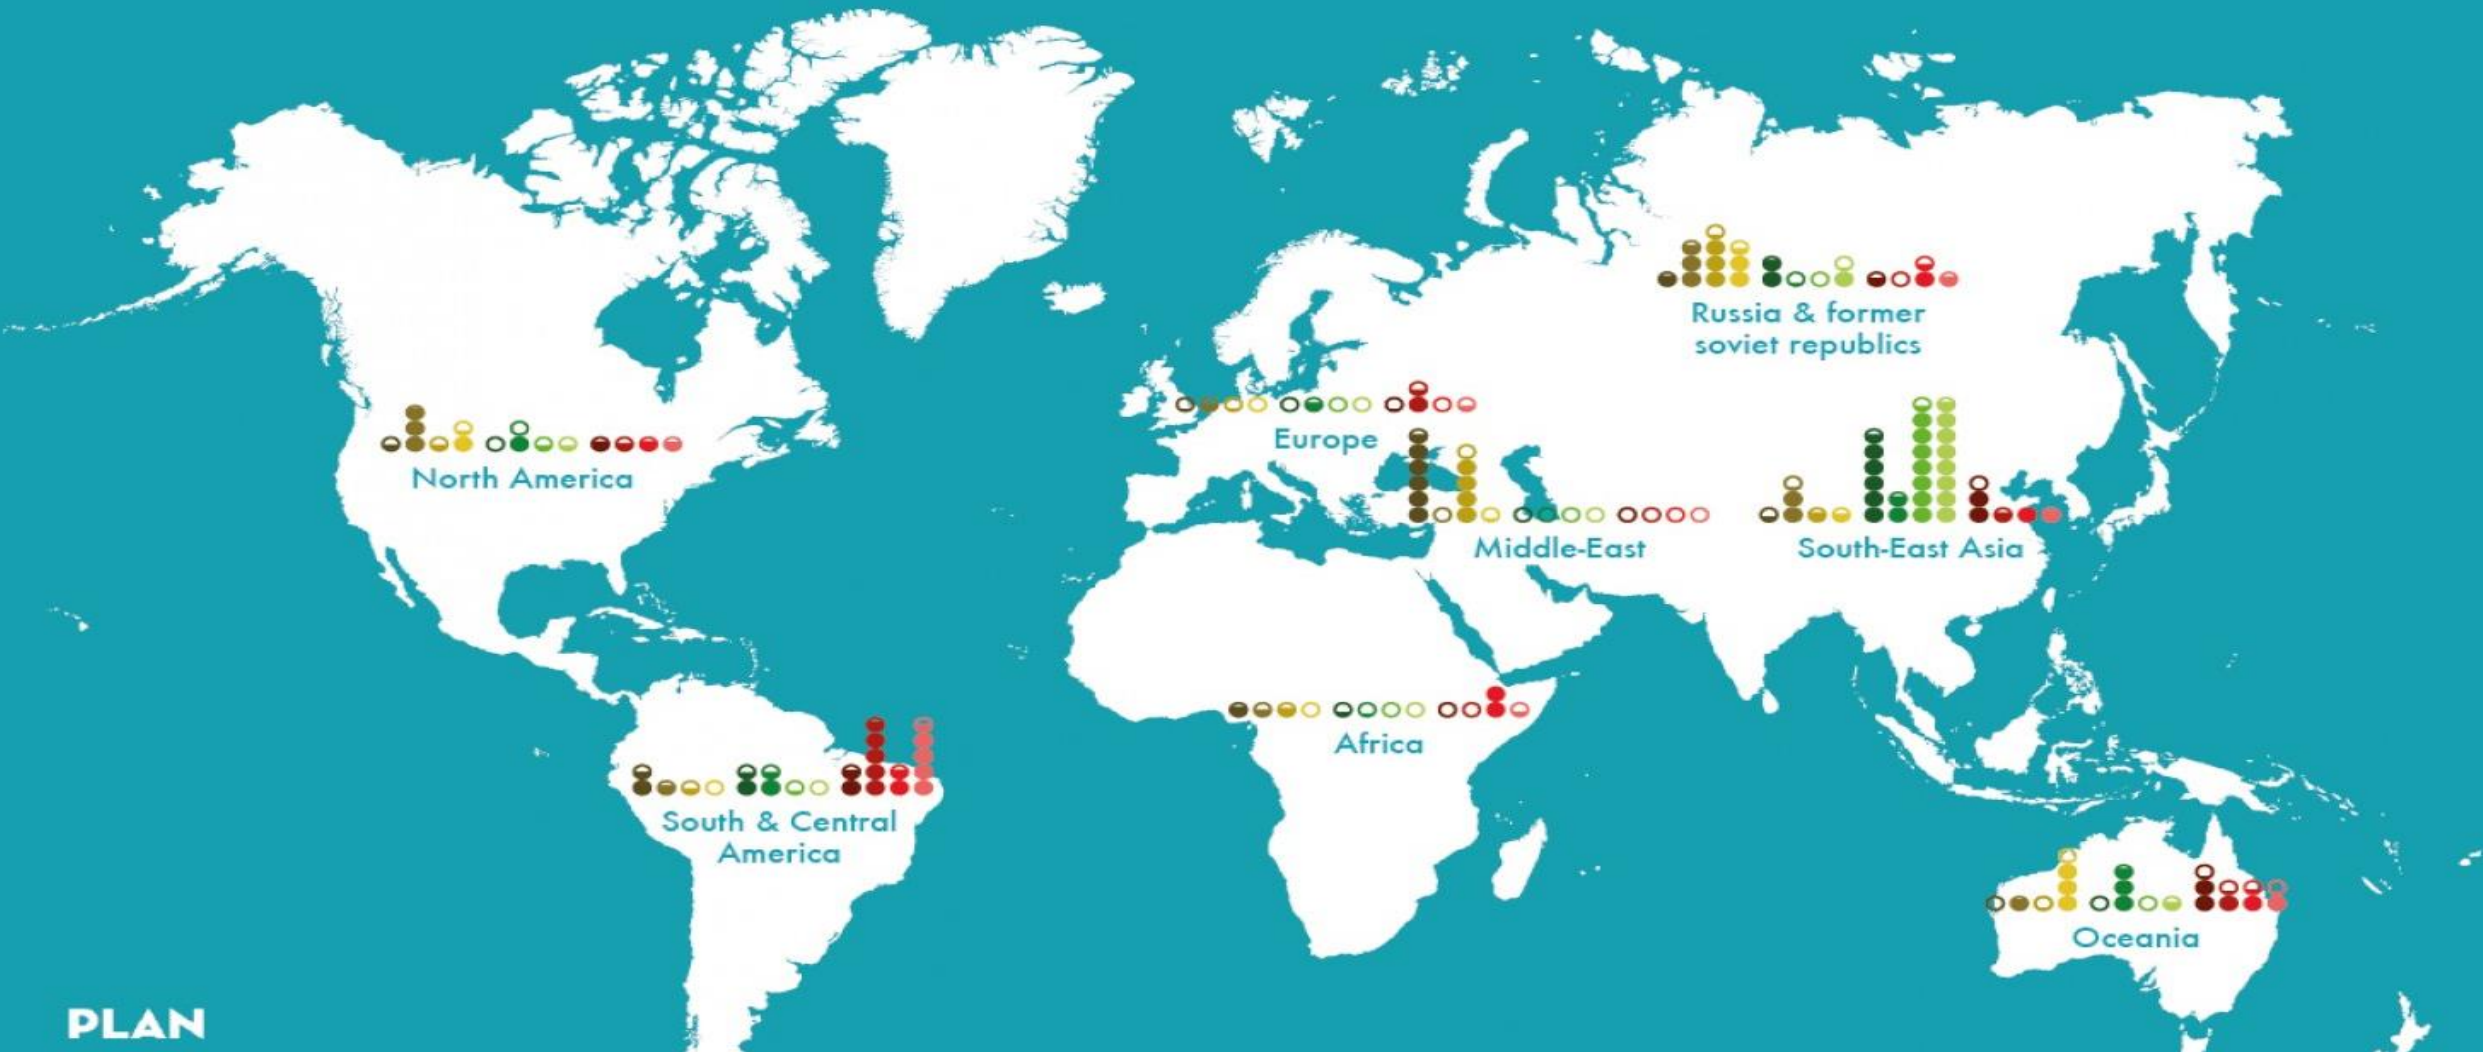 Russia & former
soviet republics
Europe
North America
Middle-East
South-East Asia
Africa
South & Central
America
Oceania
PLAN